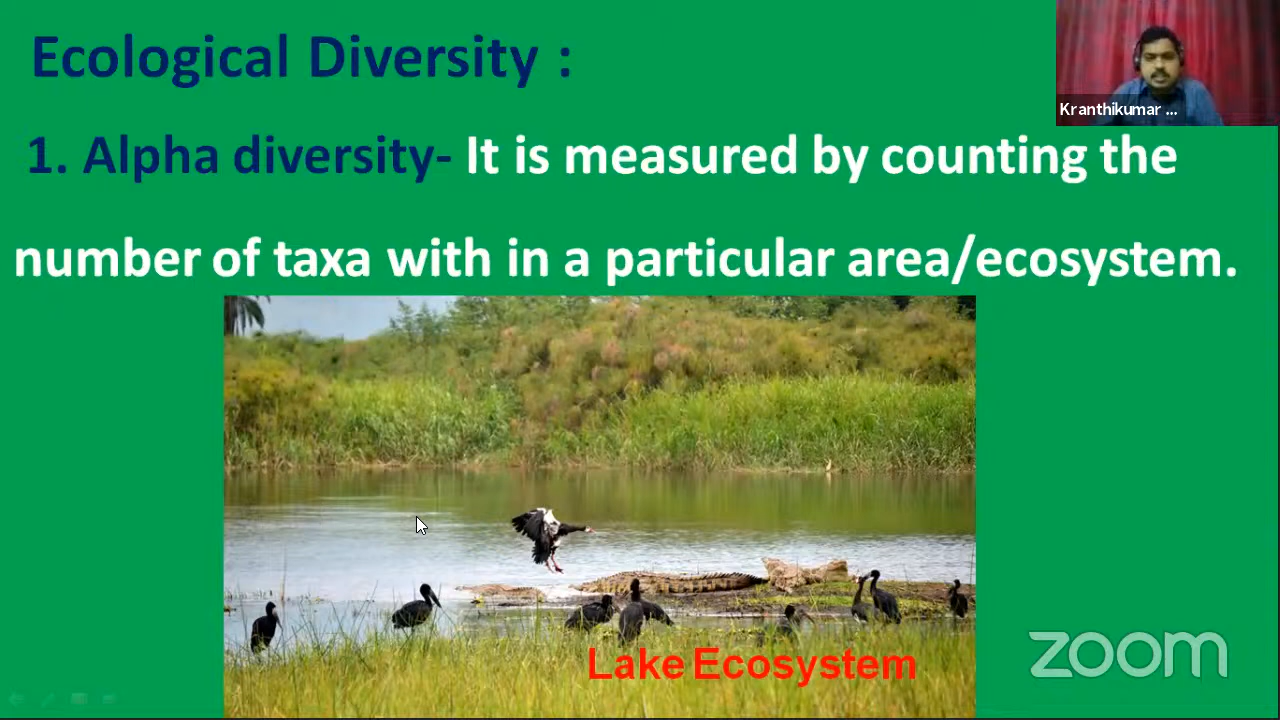 Ecological Diversity :
Kranthikumar ...
1. Alpha diversity- It is measured by counting the
number of taxa with in a particular area/ecosystem.
Lake Ecosystem
zoom